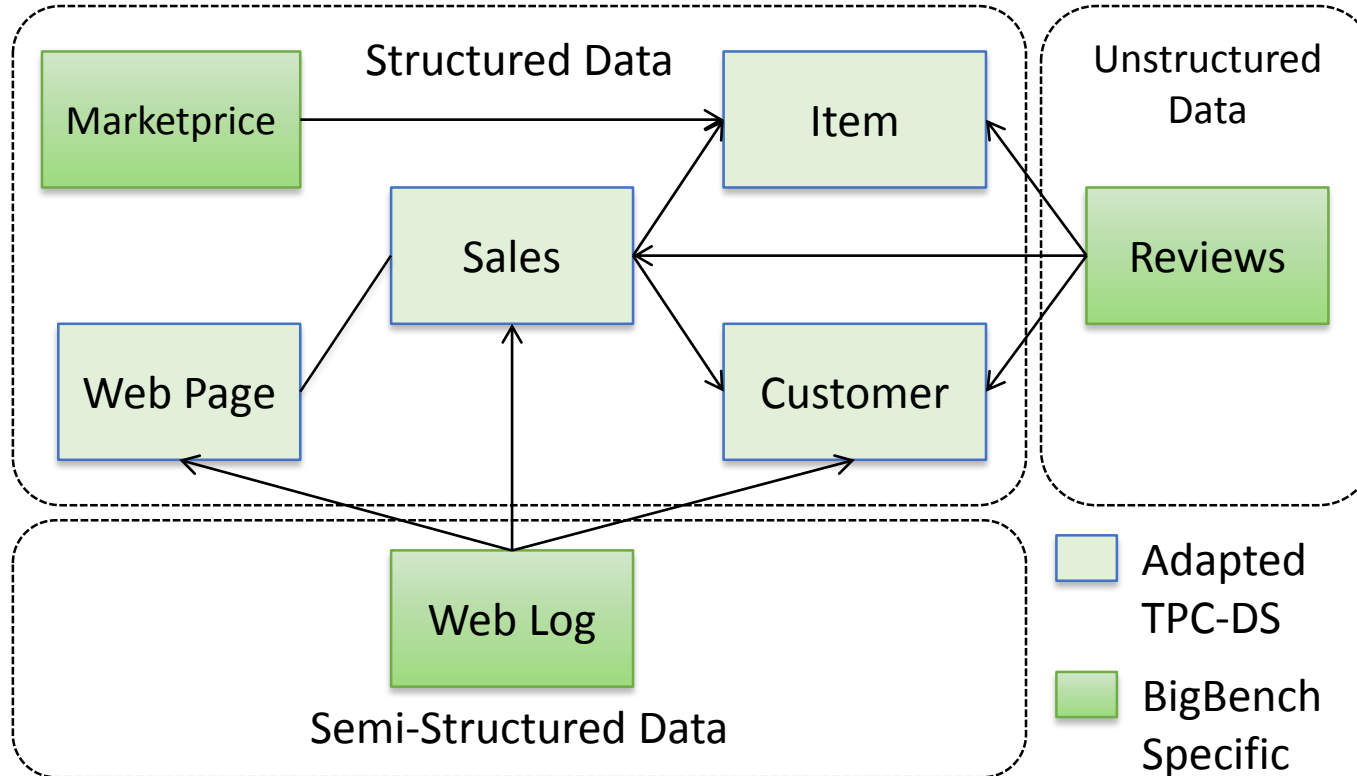 Structured Data
Marketprice
Item
Sales
Web Page
Customer
Unstructured
Data
Reviews
Web Log
Semi-Structured Data
Adapted
TPC-DS
BigBench
Specific